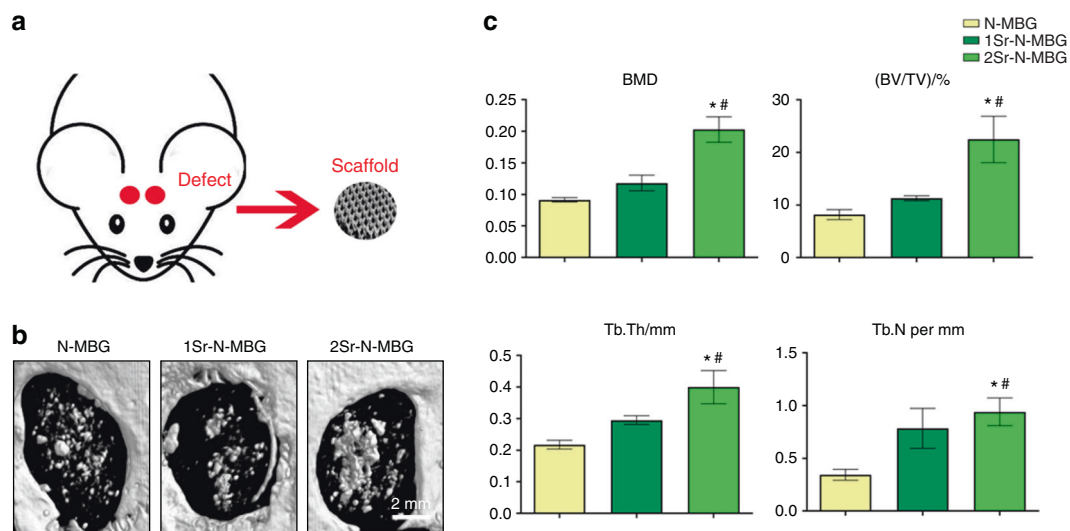 a
Defect
Scaffold
b
N-MBG
1Sr-N-MBG
2Sr-N-MBG
2 mm
c
N-MBG
1Sr-N-MBG
2Sr-N-MBG
BMD
0.25
0.20
0.15
0.10
0.05
0.00
* #
(BV/TV)/%
30
20
10
0
* #
Tb.Th/mm
0.5
0.4
0.3
0.2
0.1
0.0
* #
Tb.N per mm
1.5
1.0
0.5
0.0
* #